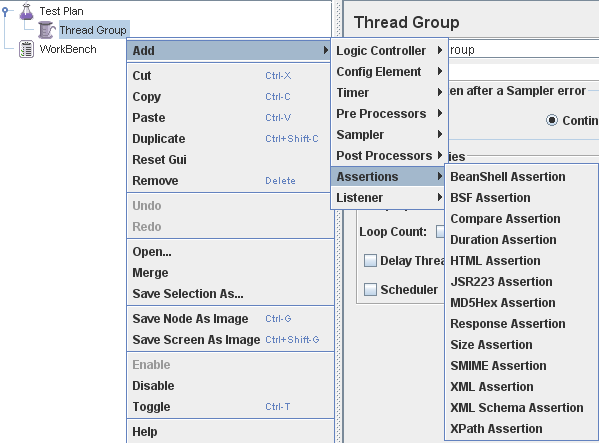 Test Plan
Thread Group
WorkBench
Add
Cut Ctrl-X
Copy Ctrl-C
Paste Ctrl-V
Duplicate Ctrl+Shift-C
Reset Gui
Remove Delete
Undo
Redo
Open...
Merge
Save Selection As...
Save Node As Image Ctrl-G
Save Screen As Image Ctrl+Shift-G
Enable
Disable
Toggle Ctrl-T
Help
Logic Controller
Config Element
Timer
Pre Processors
Sampler
Post Processors
Assertions
Listener
BeanShell Assertion
BSF Assertion
Compare Assertion
Duration Assertion
HTML Assertion
JSR223 Assertion
MD5Hex Assertion
Response Assertion
Size Assertion
SMIME Assertion
XML Assertion
XML Schema Assertion
XPath Assertion
Thread Group
roup
en after a Sampler error
Contin
ies
Loop Count:
Delay Threa
Scheduler